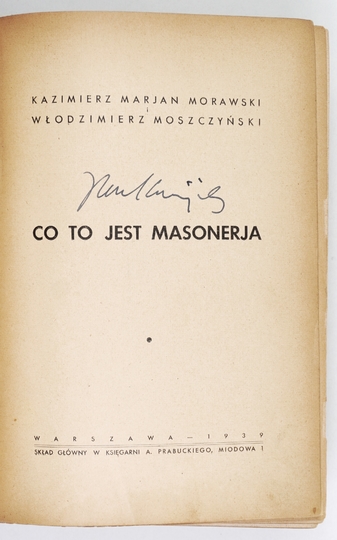 KAZIMIERZ MARJAN MORAWSKI
i
WŁODZIMIERZ MOSZCZYŃSKI
CO TO JEST MASONERJA
WARSZAWA — 1939
SKŁAD GŁÓWNY W KSIĘGARNI A. PRABUCKIEGO, MIODOWA 1